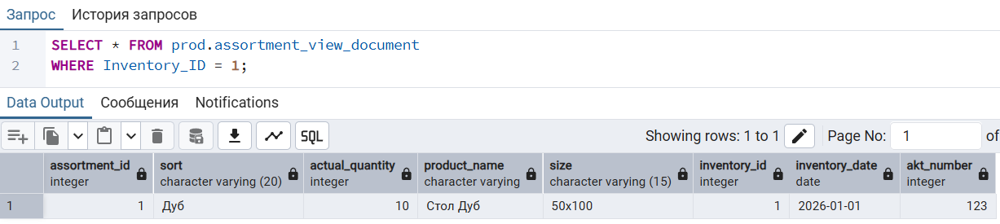 Запрос История запросов
1 SELECT * FROM prod.assortment_view_document
2 WHERE Inventory_ID = 1;
Data Output Сообщения Notifications
SQL Showing rows: 1 to 1 Page No: 1 of
assortment_id sort actual_quantity product_name size inventory_id inventory_date akt_number
integer character varying (20) integer character varying character varying (15) integer date integer
1 1 Дуб 10 Стол Дуб 50x100 1 2026-01-01 123